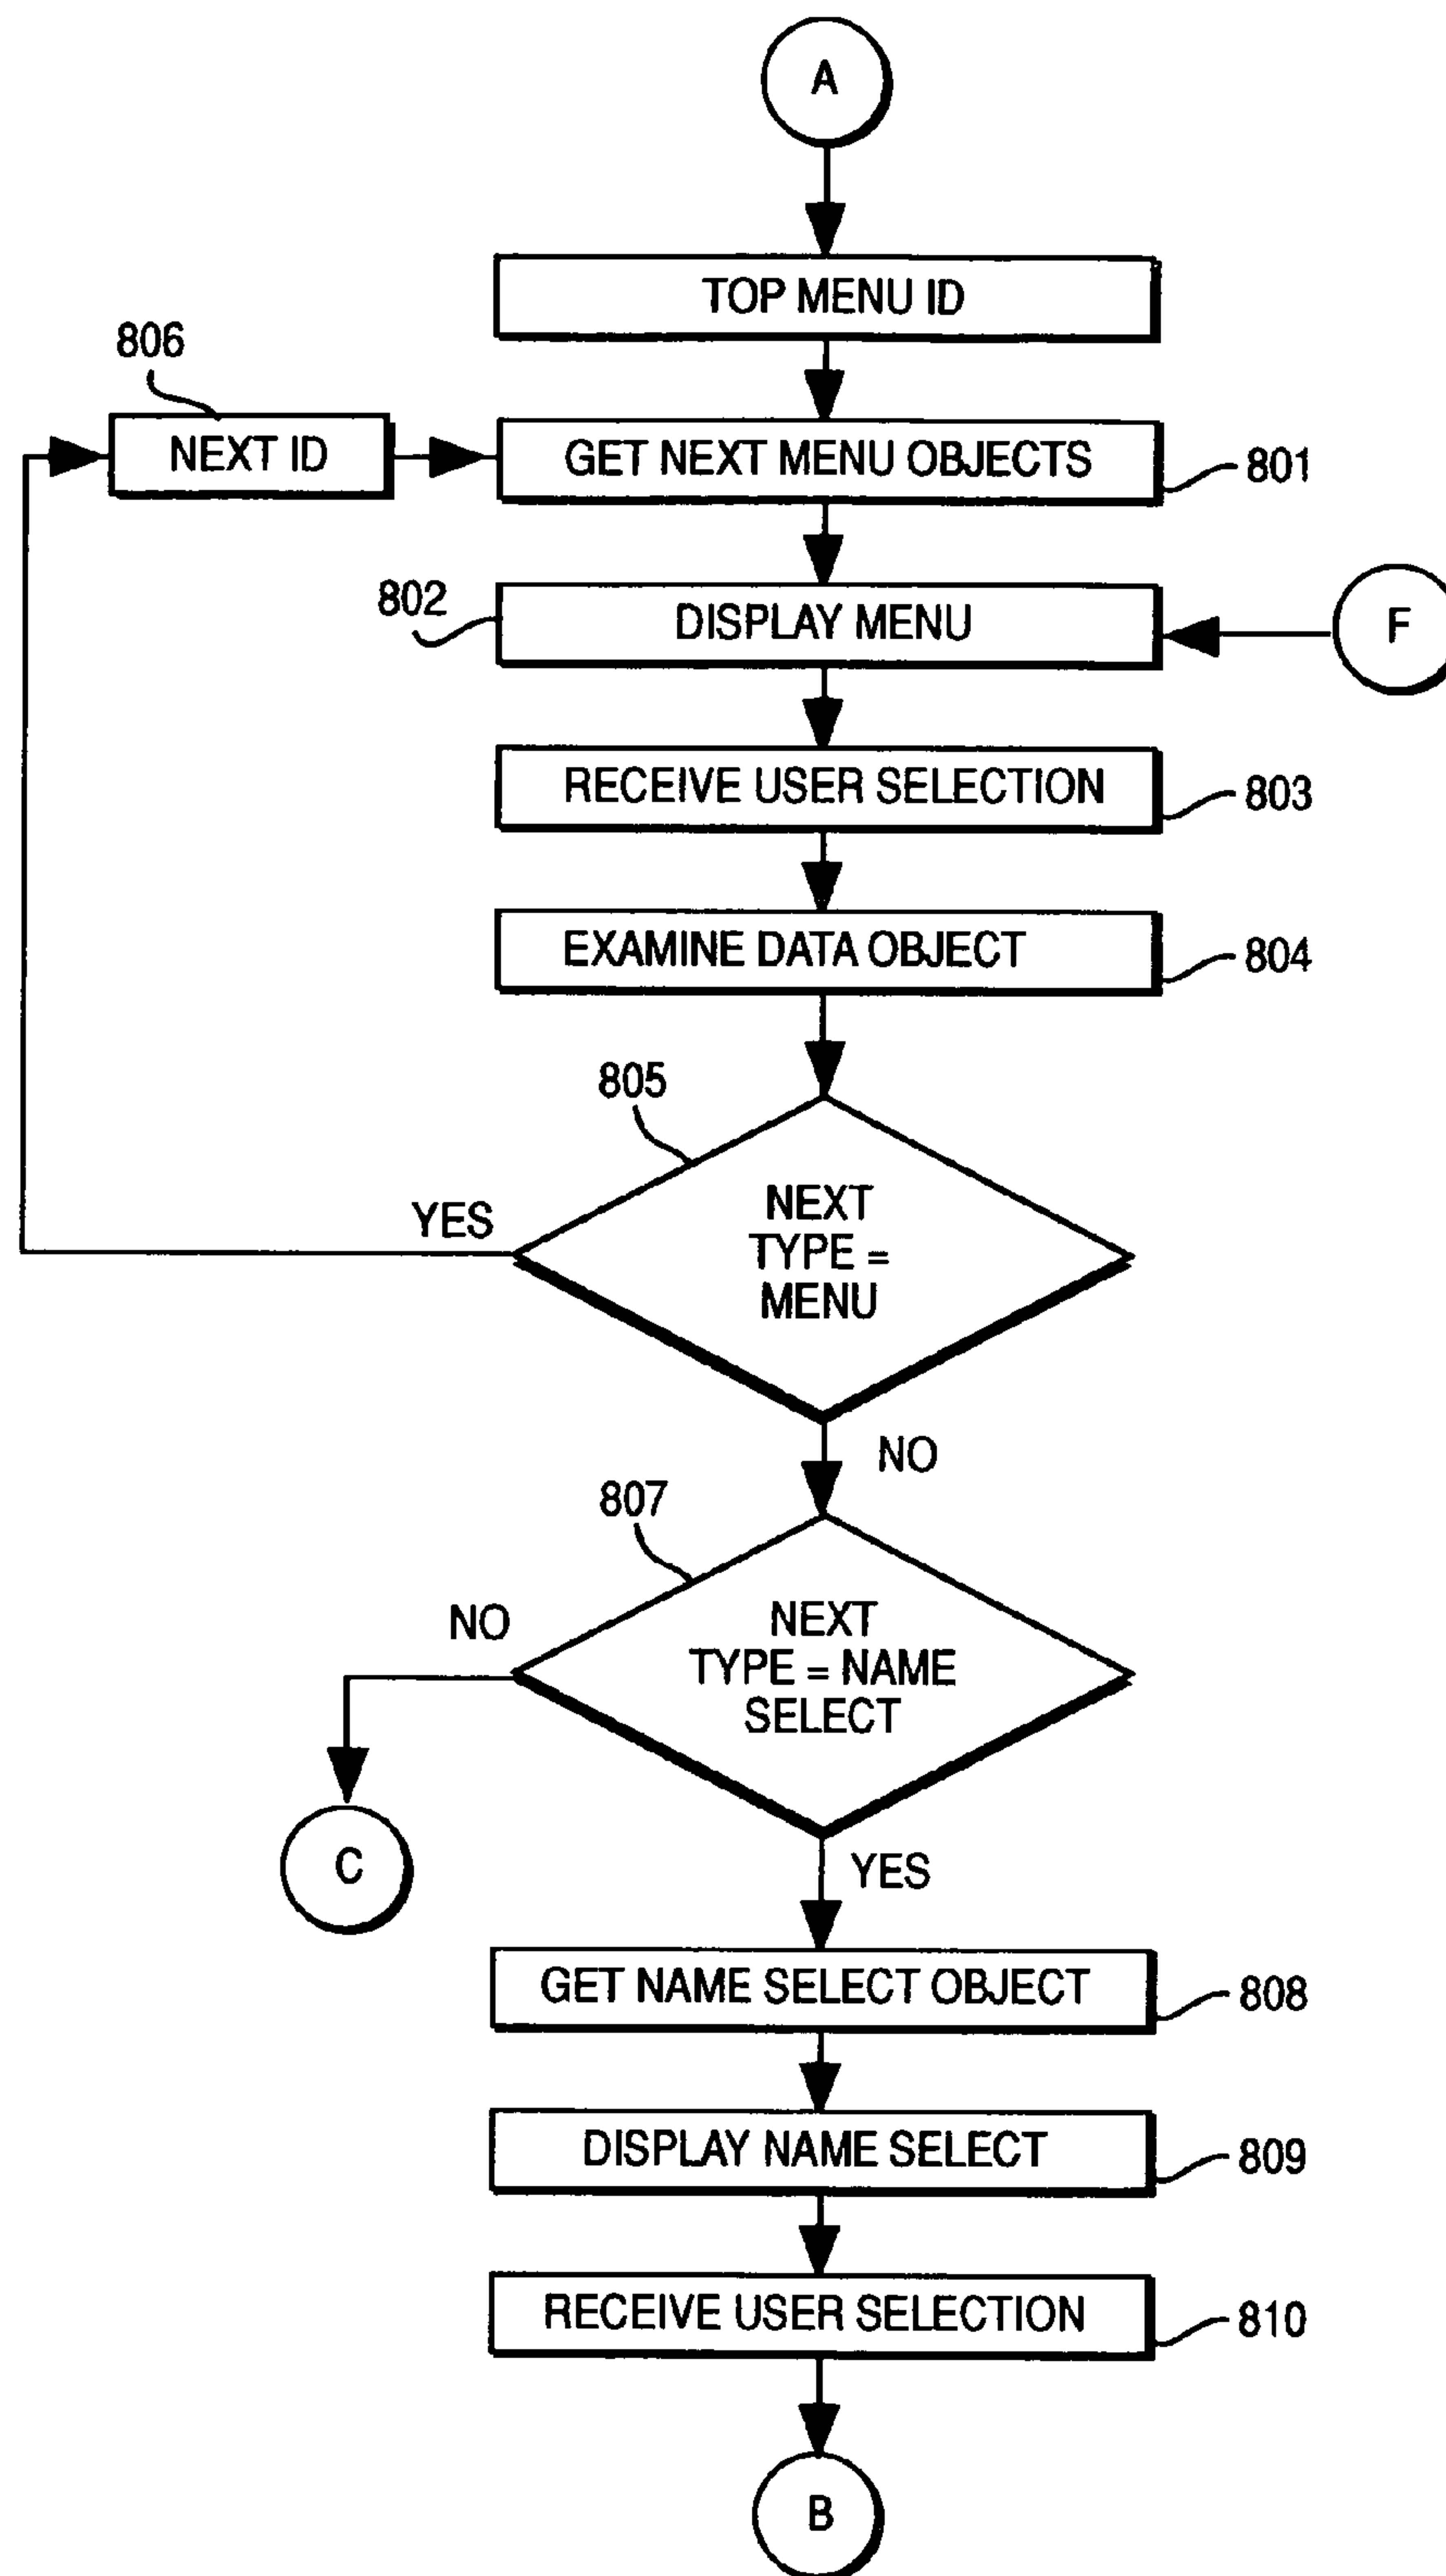 A
TOP MENU ID
806
NEXT ID
GET NEXT MENU OBJECTS
801
802
DISPLAY MENU
F
RECEIVE USER SELECTION
803
EXAMINE DATA OBJECT
804
805
YES
NEXT
TYPE =
MENU
NO
807
NO
NEXT
TYPE = NAME
SELECT
C
YES
GET NAME SELECT OBJECT
808
DISPLAY NAME SELECT
809
RECEIVE USER SELECTION
810
B